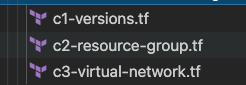 c1-versions.tf
c2-resource-group.tf
c3-virtual-network.tf